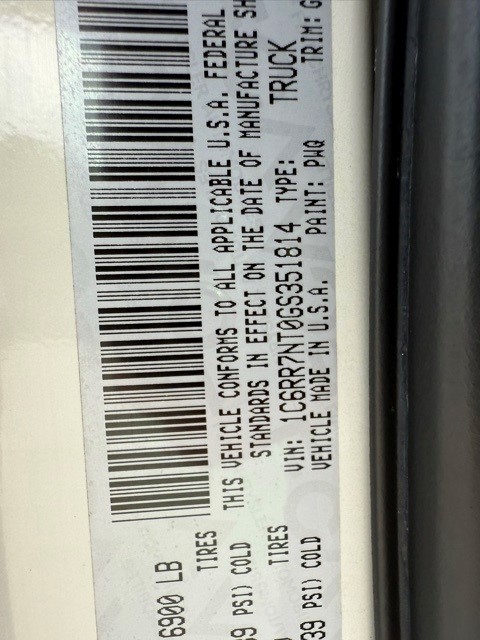 6900 LB
TIRES
39 PSI) COLD
THIS VEHICLE CONFORMS TO ALL APPLICABLE U.S.A. FEDERAL
STANDARDS IN EFFECT ON THE DATE OF MANUFACTURE SH
TIRES
39 PSI) COLD
VIN: 1C6RR7NT0GS351814 TYPE: TRUCK
VEHICLE MADE IN U.S.A. PAINT: PWQ TRIM: G